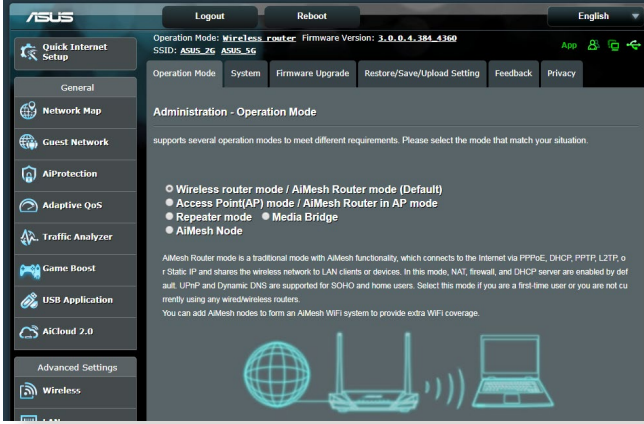 ASUS
Logout
Reboot
English
Quick Internet
Setup
Operation Mode: Wireless router Firmware Version: 3.0.0.4.384_4360
SSID: ASUS_2G ASUS_5G
App
Operation Mode
System
Firmware Upgrade
Restore/Save/Upload Setting
Feedback
Privacy
General
Network Map
Guest Network
AiProtection
Adaptive QoS
Traffic Analyzer
Game Boost
USB Application
AiCloud 2.0
Advanced Settings
Wireless
Administration - Operation Mode
supports several operation modes to meet different requirements. Please select the mode that match your situation.
Wireless router mode / AiMesh Router mode (Default)
Access Point(AP) mode / AiMesh Router in AP mode
Repeater mode Media Bridge
AiMesh Node
AiMesh Router mode is a traditional mode with AiMesh functionality, which connects to the Internet via PPPoE, DHCP, PPTP, L2TP, o
r Static IP and shares the wireless network to LAN clients or devices. In this mode, NAT, firewall, and DHCP server are enabled by def
ault. UPnP and Dynamic DNS are supported for SOHO and home users. Select this mode if you are a first-time user or you are not cu
rrently using any wired/wireless routers.
You can add AiMesh nodes to form an AiMesh WiFi system to provide extra WiFi coverage.